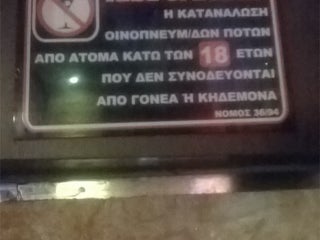 Η ΚΑΤΑΝΑΛΩΣΗ
ΟΙΝΟΠΝΕΥΜ/ΔΩΝ ΠΟΤΩΝ
ΑΠΟ ΑΤΟΜΑ ΚΑΤΩ ΤΩΝ 18 ΕΤΩΝ
ΠΟΥ ΔΕΝ ΣΥΝΟΔΕΥΟΝΤΑΙ
ΑΠΟ ΓΟΝΕΑ Ή ΚΗΔΕΜΟΝΑ
ΝΟΜΟΣ 36/94